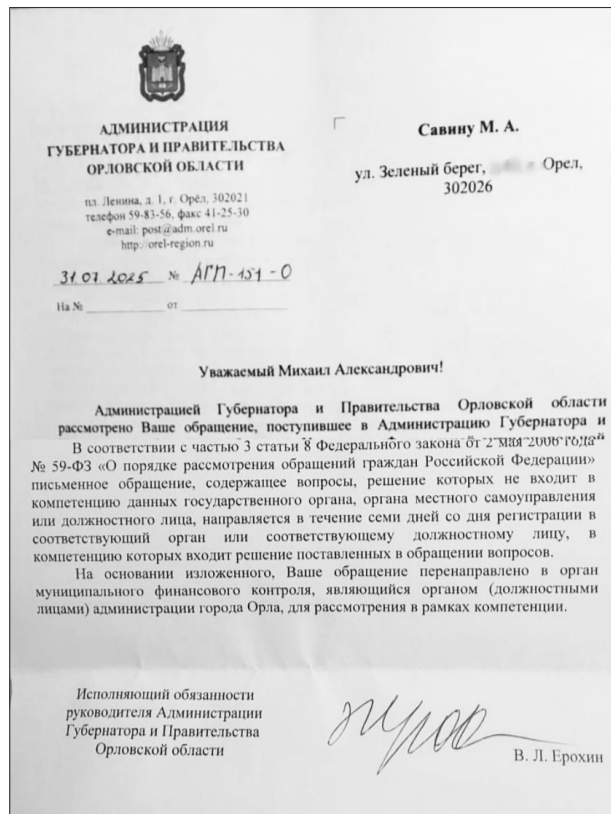 АДМИНИСТРАЦИЯ
ГУБЕРНАТОРА И ПРАВИТЕЛЬСТВА
ОРЛОВСКОЙ ОБЛАСТИ
пл. Ленина, д. 1, г. Орёл, 302021
телефон 59-83-56, факс 41-25-30
e-mail: post@adm.orel.ru
http://orel-region.ru
31.07.2025 № АГП-151-О
На № от
Савину М. А.
ул. Зеленый берег, Орел,
302026
Уважаемый Михаил Александрович!
Администрацией Губернатора и Правительства Орловской области
рассмотрено Ваше обращение, поступившее в Администрацию Губернатора и
В соответствии с частью 3 статьи 8 Федерального закона от 2 мая 2006 года
№ 59-ФЗ «О порядке рассмотрения обращений граждан Российской Федерации»
письменное обращение, содержащее вопросы, решение которых не входит в
компетенцию данных государственного органа, органа местного самоуправления
или должностного лица, направляется в течение семи дней со дня регистрации в
соответствующий орган или соответствующему должностному лицу, в
компетенцию которых входит решение поставленных в обращении вопросов.
На основании изложенного, Ваше обращение перенаправлено в орган
муниципального финансового контроля, являющийся органом (должностными
лицами) администрации города Орла, для рассмотрения в рамках компетенции.
Исполняющий обязанности
руководителя Администрации
Губернатора и Правительства
Орловской области
В. Л. Ерохин